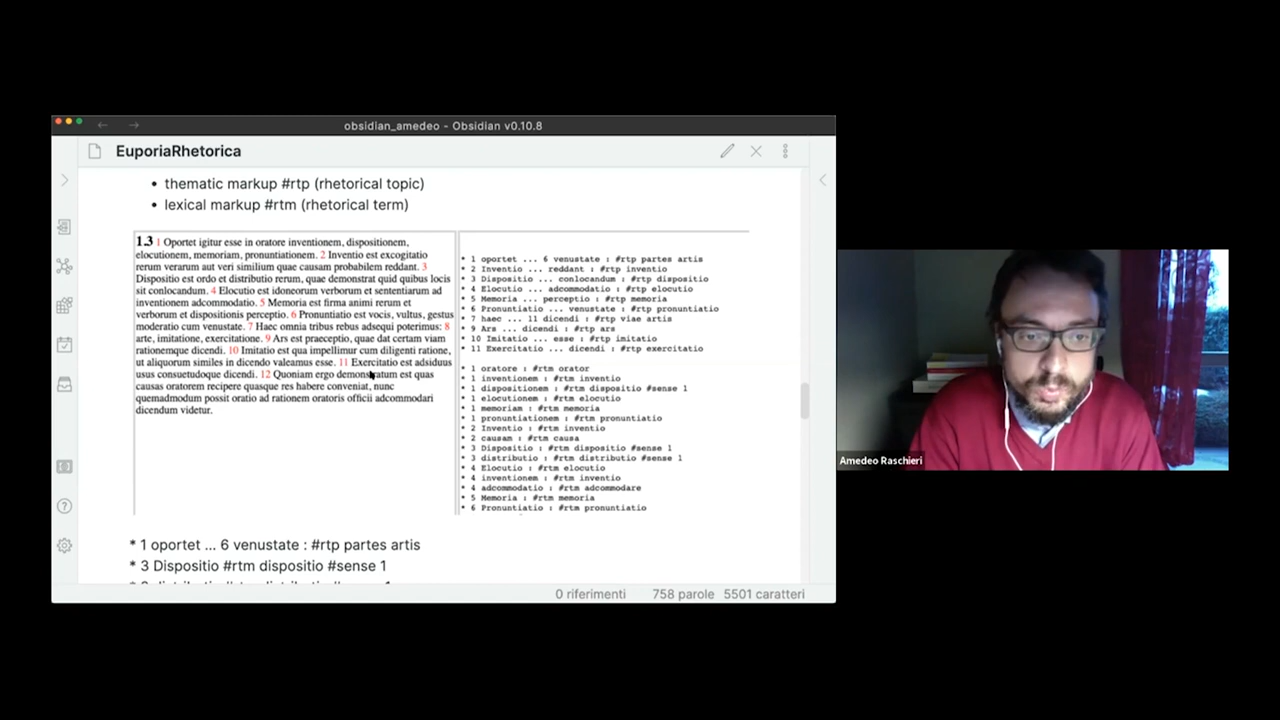 obsidian_amedeo - Obsidian v0.10.8
EuporiaRhetorica
• thematic markup #rtp (rhetorical topic)
• lexical markup #rtm (rhetorical term)
1.3 1 Oportet igitur esse in oratore inventionem, dispositionem,
elocutionem, memoriam, pronuntiationem. 2 Inventio est excogitatio
rerum verarum aut veri similium quae causam probabilem reddant. 3
Dispositio est ordo et distributio rerum, quae demonstrat quid quibus locis
sit conlocandum. 4 Elocutio est idoneorum verborum et sententiarum ad
inventionem adcommodatio. 5 Memoria est firma animi rerum et
verborum et dispositionis perceptio. 6 Pronuntiatio est vocis, vultus, gestus
moderatio cum venustate. 7 Haec omnia tribus rebus adsequi poterimus: 8
arte, imitatione, exercitatione. 9 Ars est praeceptio, quae dat certam viam
rationemque dicendi. 10 Imitatio est qua impellimur cum diligenti ratione,
ut aliquorum similes in dicendo valeamus esse. 11 Exercitatio est adsiduus
usus consuetudoque dicendi. 12 Quoniam ergo demonstratum est quas
causas oratorem recipere quasque res habere conveniat, nunc
quemadmodum possit oratio ad rationem oratoris officii adcommodari
dicendum videtur.
* 1 oportet ... 6 venustate : #rtp partes artis
* 2 Inventio ... reddant : #rtp inventio
* 3 Dispositio ... conlocandum : #rtp dispositio
* 4 Elocutio ... adcommodatio : #rtp elocutio
* 5 Memoria ... perceptio : #rtp memoria
* 6 Pronuntiatio ... venustate : #rtp pronuntiatio
* 7 haec ... 11 dicendi : #rtp viae artis
* 9 Ars ... dicendi : #rtp ars
* 10 Imitatio ... esse : #rtp imitatio
* 11 Exercitatio ... dicendi : #rtp exercitatio
* 1 oratore : #rtm orator
* 1 inventionem : #rtm inventio
* 1 dispositionem : #rtm dispositio #sense 1
* 1 elocutionem : #rtm elocutio
* 1 memoriam : #rtm memoria
* 1 pronuntiationem : #rtm pronuntiatio
* 2 Inventio : #rtm inventio
* 2 causam : #rtm causa
* 3 Dispositio : #rtm dispositio #sense 1
* 3 distributio : #rtm distributio #sense 1
* 4 Elocutio : #rtm elocutio
* 4 inventionem : #rtm inventio
* 4 adcommodatio : #rtm adcommodare
* 5 Memoria : #rtm memoria
* 6 Pronuntiatio : #rtm pronuntiatio
* 1 oportet ... 6 venustate : #rtp partes artis
* 3 Dispositio #rtm dispositio #sense 1
0 riferimenti 758 parole 5501 caratteri
Amedeo Raschieri